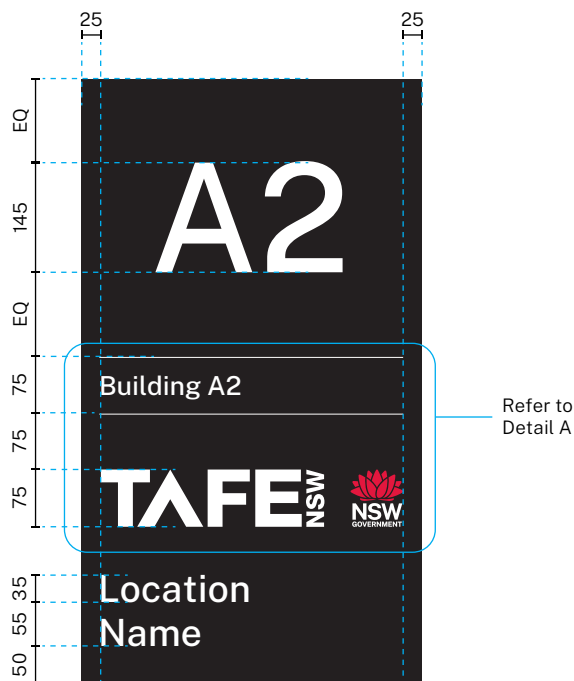 25
25
EQ
145
EQ
75
75
75
35
55
50
A2
Building A2
TAFE NSW
NSW
GOVERNMENT
Location
Name
Refer to
Detail A